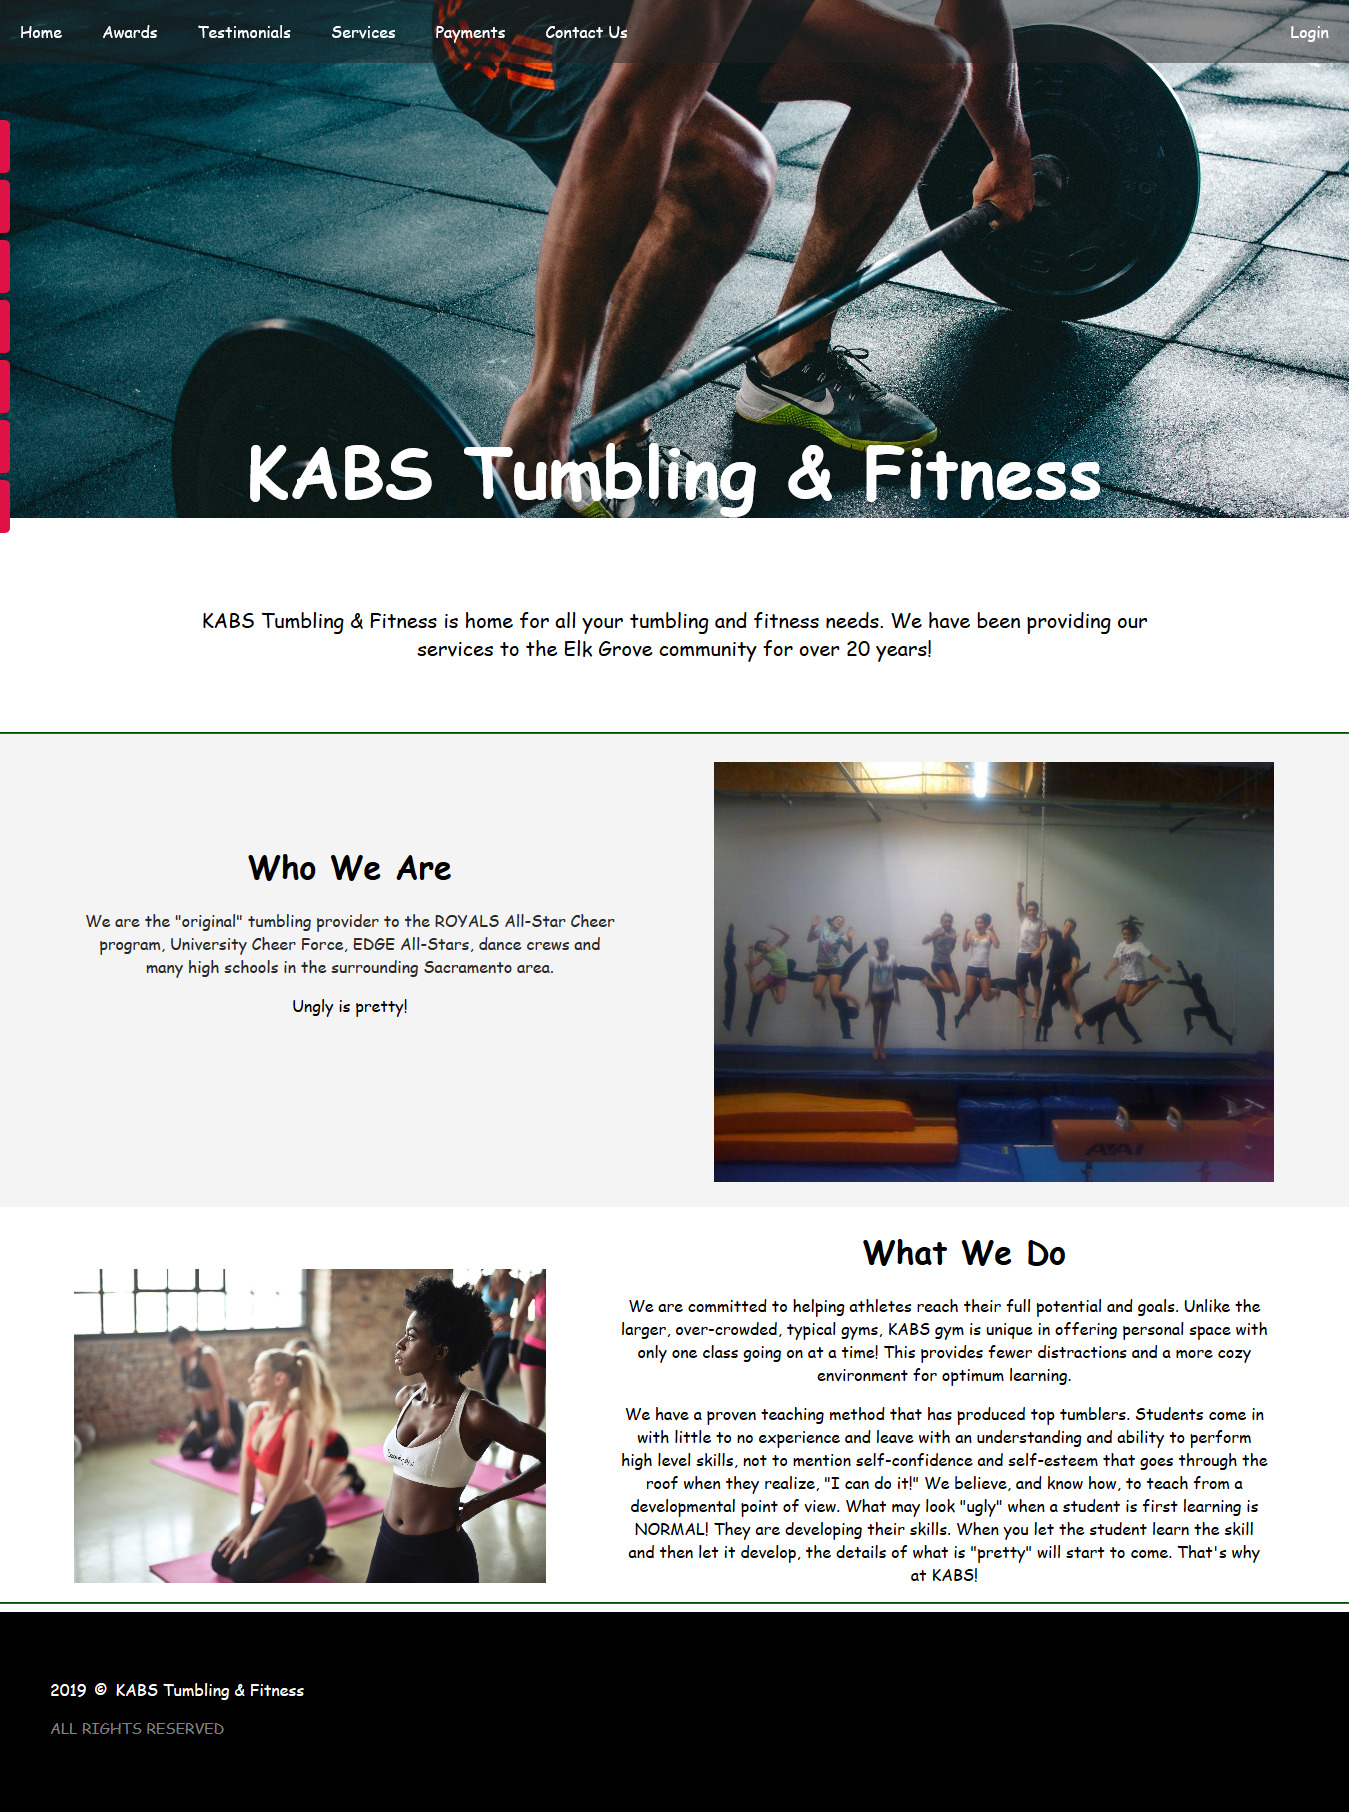 Home Awards Testimonials Services Payments Contact Us Login
KABS Tumbling & Fitness
KABS Tumbling & Fitness is home for all your tumbling and fitness needs. We have been providing our
services to the Elk Grove community for over 20 years!
Who We Are
We are the "original" tumbling provider to the ROYALS All-Star Cheer
program, University Cheer Force, EDGE All-Stars, dance crews and
many high schools in the surrounding Sacramento area.
Ungly is pretty!
What We Do
We are committed to helping athletes reach their full potential and goals. Unlike the
larger, over-crowded, typical gyms, KABS gym is unique in offering personal space with
only one class going on at a time! This provides fewer distractions and a more cozy
environment for optimum learning.
We have a proven teaching method that has produced top tumblers. Students come in
with little to no experience and leave with an understanding and ability to perform
high level skills, not to mention self-confidence and self-esteem that goes through the
roof when they realize, "I can do it!" We believe, and know how, to teach from a
developmental point of view. What may look "ugly" when a student is first learning is
NORMAL! They are developing their skills. When you let the student learn the skill
and then let it develop, the details of what is "pretty" will start to come. That's why
at KABS!
2019 © KABS Tumbling & Fitness
ALL RIGHTS RESERVED